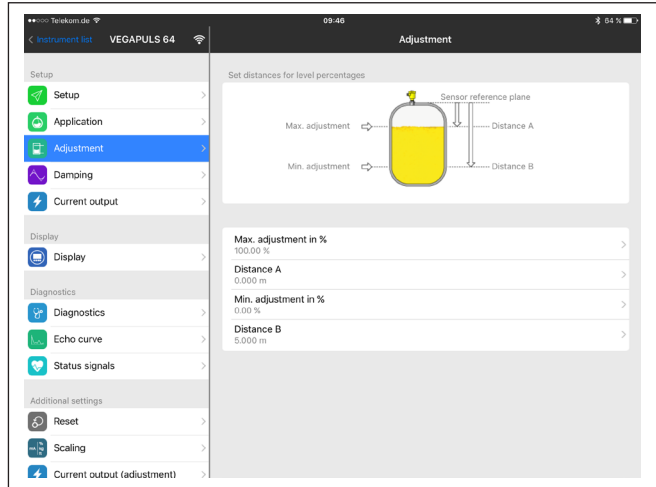 ●●○○○ Telekom.de 09:46 64 %
Instrument list VEGAPULS 64 Adjustment
Setup
Setup
Application
Adjustment
Damping
Current output
Display
Display
Diagnostics
Diagnostics
Echo curve
Status signals
Additional settings
Reset
Scaling
Current output (adjustment)
Set distances for level percentages
Sensor reference plane
Max. adjustment Distance A
Min. adjustment Distance B
Max. adjustment in %
100.00 %
Distance A
0.000 m
Min. adjustment in %
0.00 %
Distance B
5.000 m